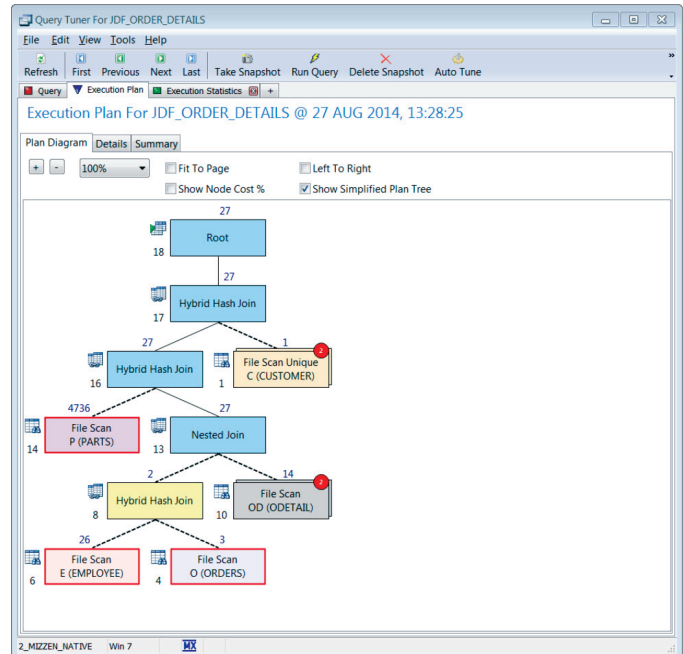 Query Tuner For JDF_ORDER_DETAILS
File Edit View Tools Help
Refresh First Previous Next Last Take Snapshot Run Query Delete Snapshot Auto Tune
Query Execution Plan Execution Statistics +
Execution Plan For JDF_ORDER_DETAILS @ 27 AUG 2014, 13:28:25
Plan Diagram Details Summary
+ - 100% Fit To Page Left To Right
Show Node Cost % Show Simplified Plan Tree
27
Root
18
27
Hybrid Hash Join
17
27 1
2
Hybrid Hash Join File Scan Unique
C (CUSTOMER)
16 1
4736 27
File Scan Nested Join
P (PARTS)
14 13
2 14
2
Hybrid Hash Join File Scan
OD (ODETAIL)
8 10
26 3
File Scan File Scan
E (EMPLOYEE) O (ORDERS)
6 4
2_MIZZEN_NATIVE Win 7 MX